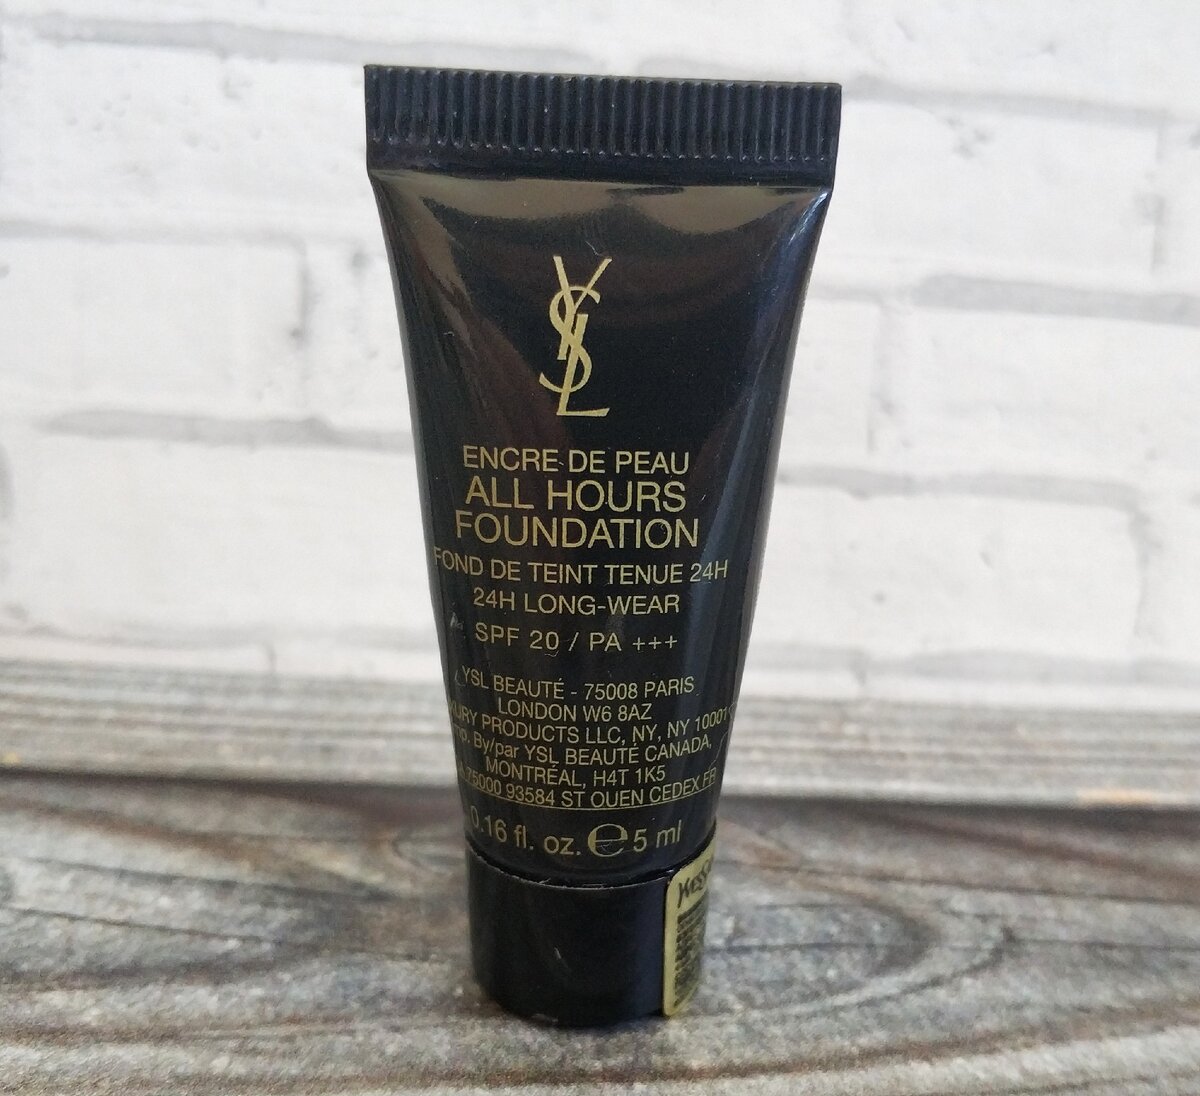 YSL
ENCRE DE PEAU
ALL HOURS
FOUNDATION
FOND DE TEINT TENUE 24H
24H LONG-WEAR
SPF 20 / PA +++
YSL BEAUTÉ - 75008 PARIS
LONDON W6 8AZ
PRODUCTS LLC, NY, NY 10001
By/par YSL BEAUTÉ CANADA,
MONTRÉAL, H4T 1K5
75000 93584 ST OUEN CEDEX FR
0.16 fl. oz. ℮ 5 ml